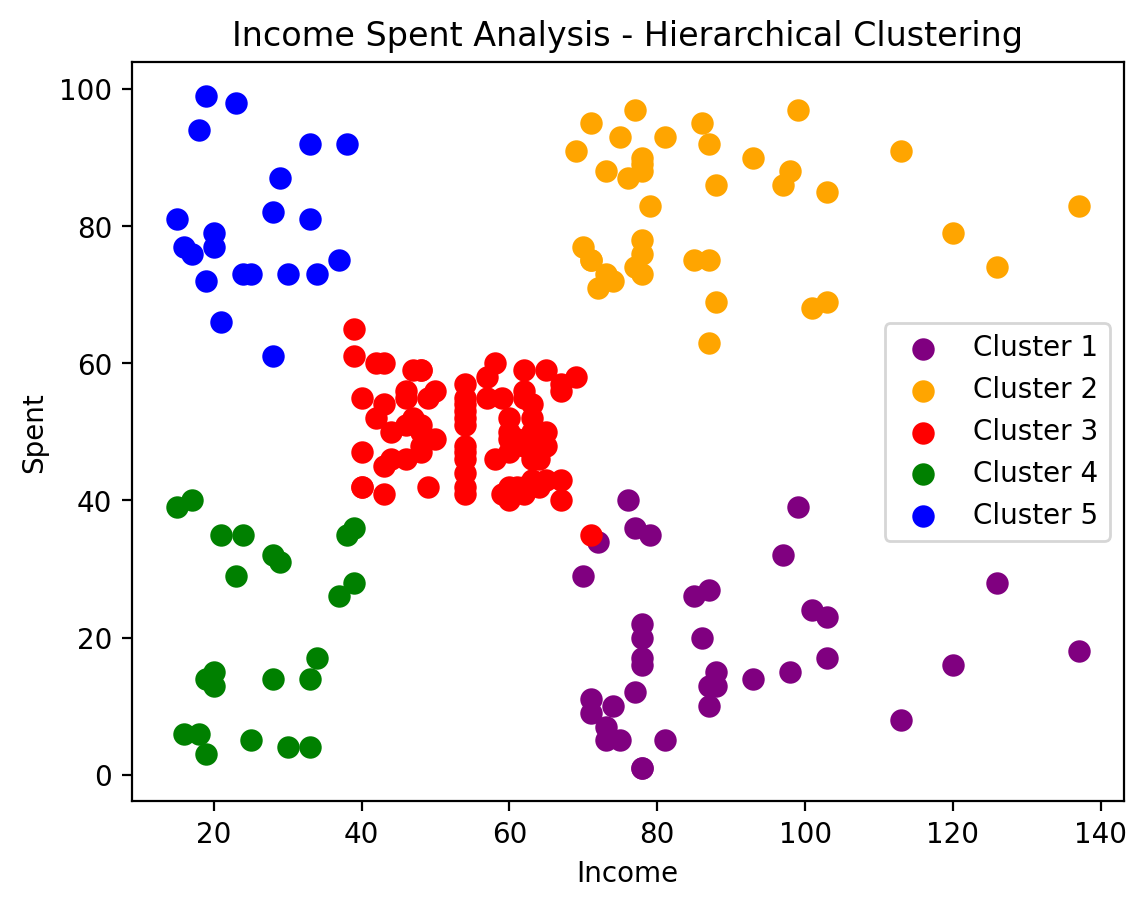 Income Spent Analysis - Hierarchical Clustering
100
80
60
40
20
0
Spent
Cluster 1
Cluster 2
Cluster 3
Cluster 4
Cluster 5
20 40 60 80 100 120 140
Income